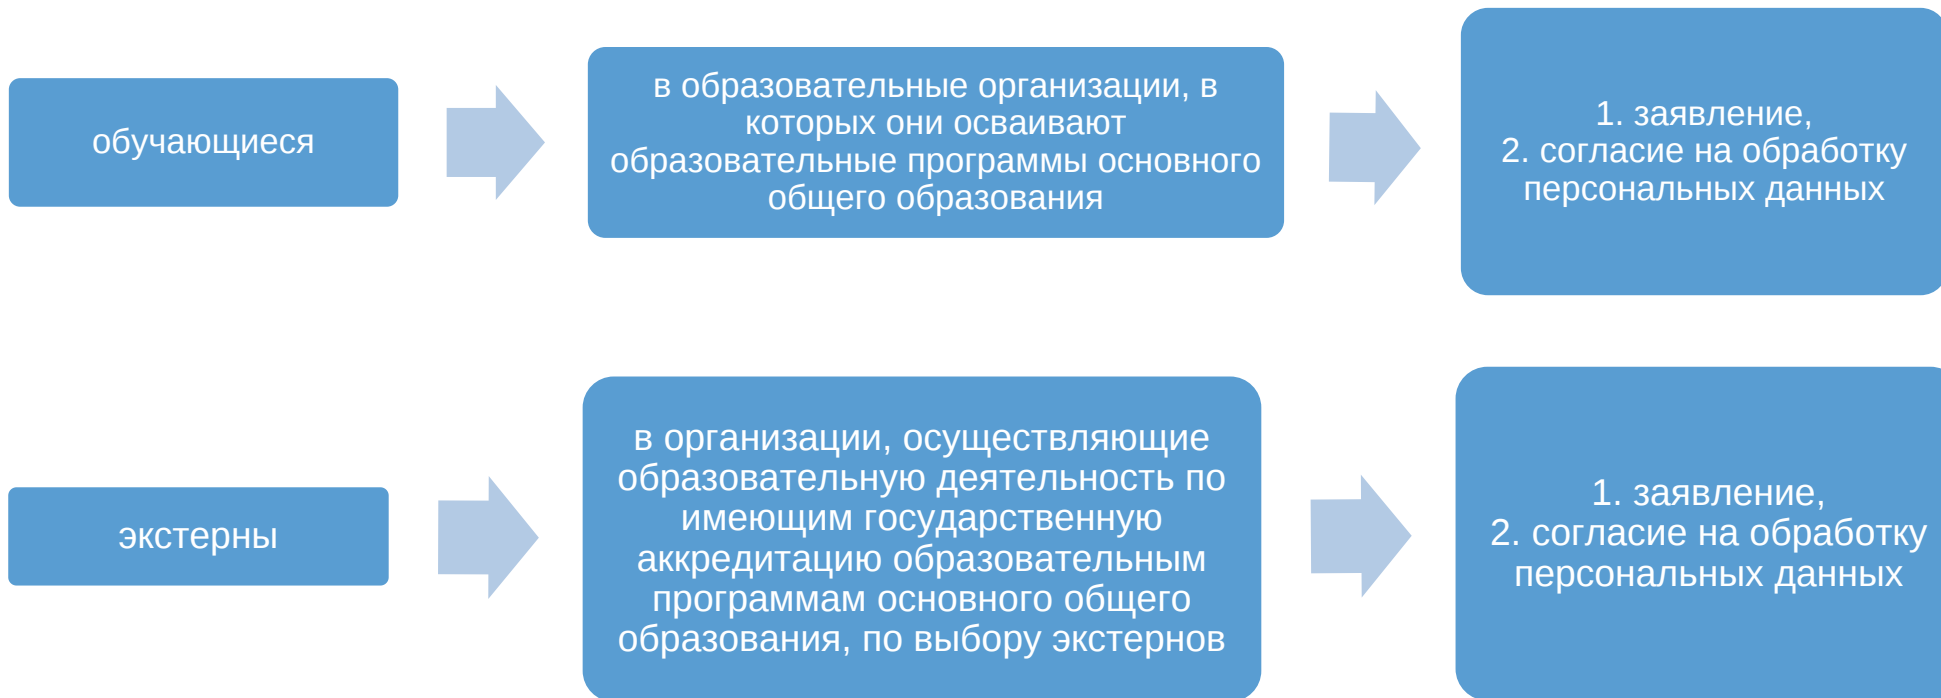 обучающиеся
в образовательные организации, в
которых они осваивают
образовательные программы основного
общего образования
1. заявление,
2. согласие на обработку
персональных данных
экстерны
в организации, осуществляющие
образовательную деятельность по
имеющим государственную
аккредитацию образовательным
программам основного общего
образования, по выбору экстернов
1. заявление,
2. согласие на обработку
персональных данных